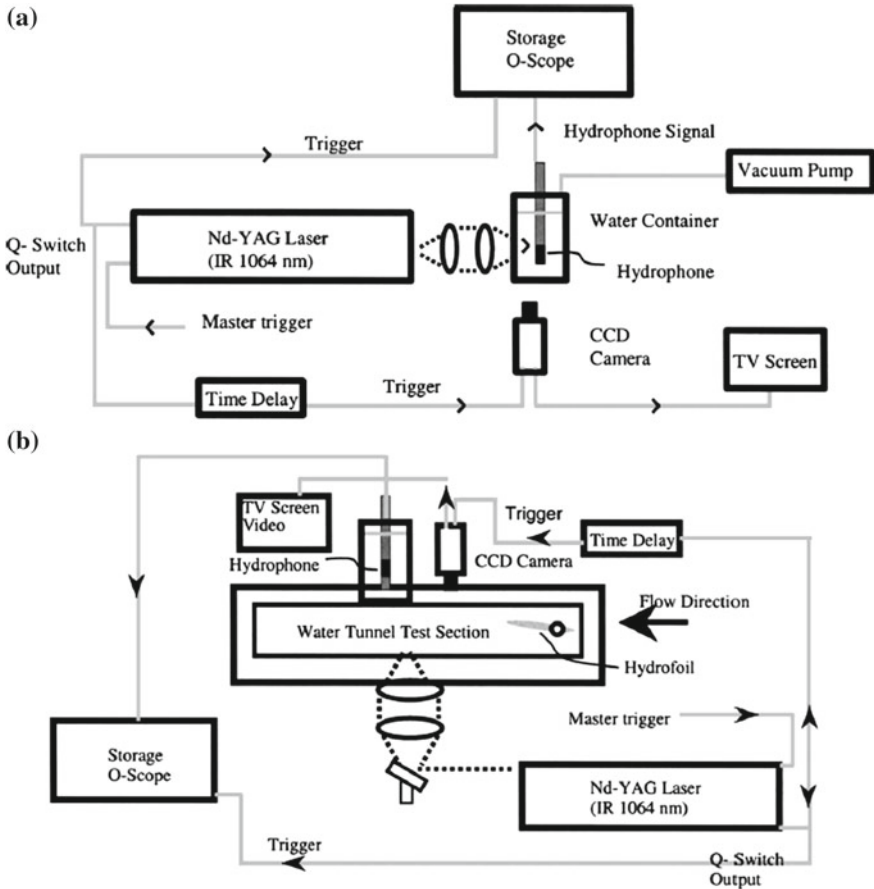 (a)
Storage
O-Scope
Trigger
Hydrophone Signal
Vacuum Pump
Nd-YAG Laser
(IR 1064 nm)
Water Container
Q- Switch
Output
Hydrophone
Master trigger
CCD
Camera
TV Screen
Time Delay
Trigger
(b)
TV Screen
Video
Trigger
Time Delay
Hydrophone
CCD Camera
Flow Direction
Water Tunnel Test Section
Hydrofoil
Master trigger
Storage
O-Scope
Nd-YAG Laser
(IR 1064 nm)
Trigger
Q- Switch
Output